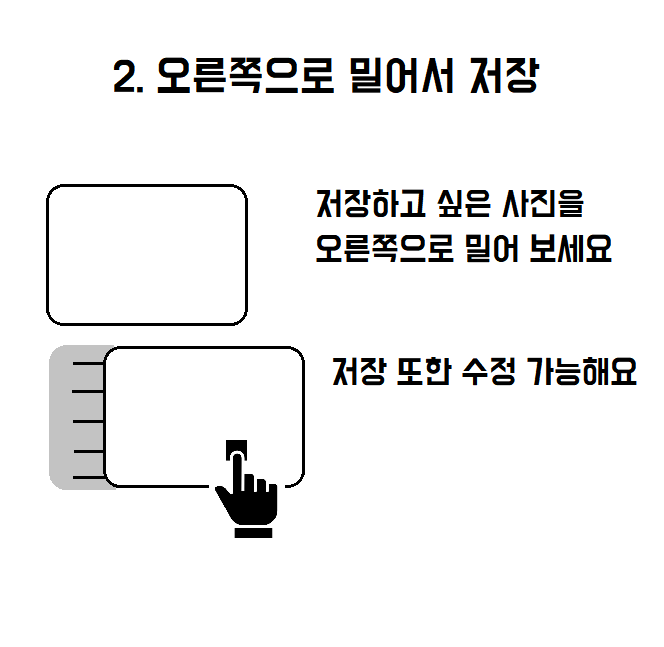 2. 오른쪽으로 밀어서 저장
저장하고 싶은 사진을
오른쪽으로 밀어 보세요
저장 또한 수정 가능해요